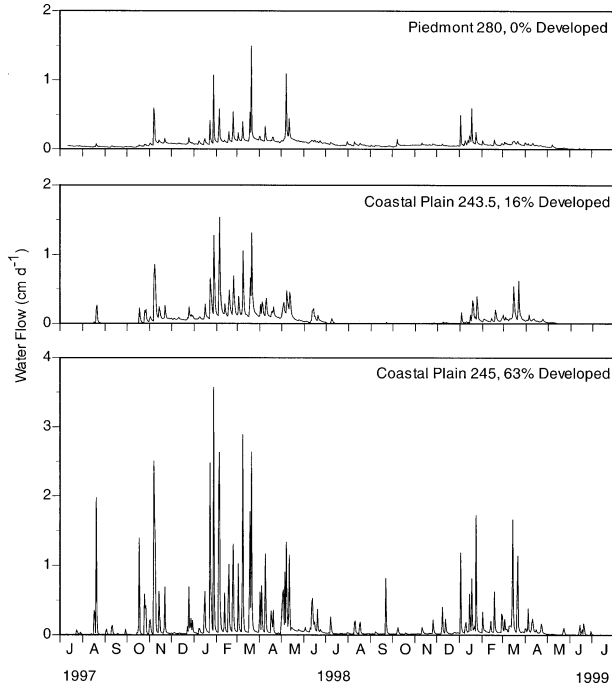 2
Piedmont 280, 0% Developed
1
0
2
Coastal Plain 243.5, 16% Developed
1
0
Water Flow (cm d⁻¹)
4
Coastal Plain 245, 63% Developed
3
2
1
0
J A S O N D J F M A M J J A S O N D J F M A M J
1997 1998 1999